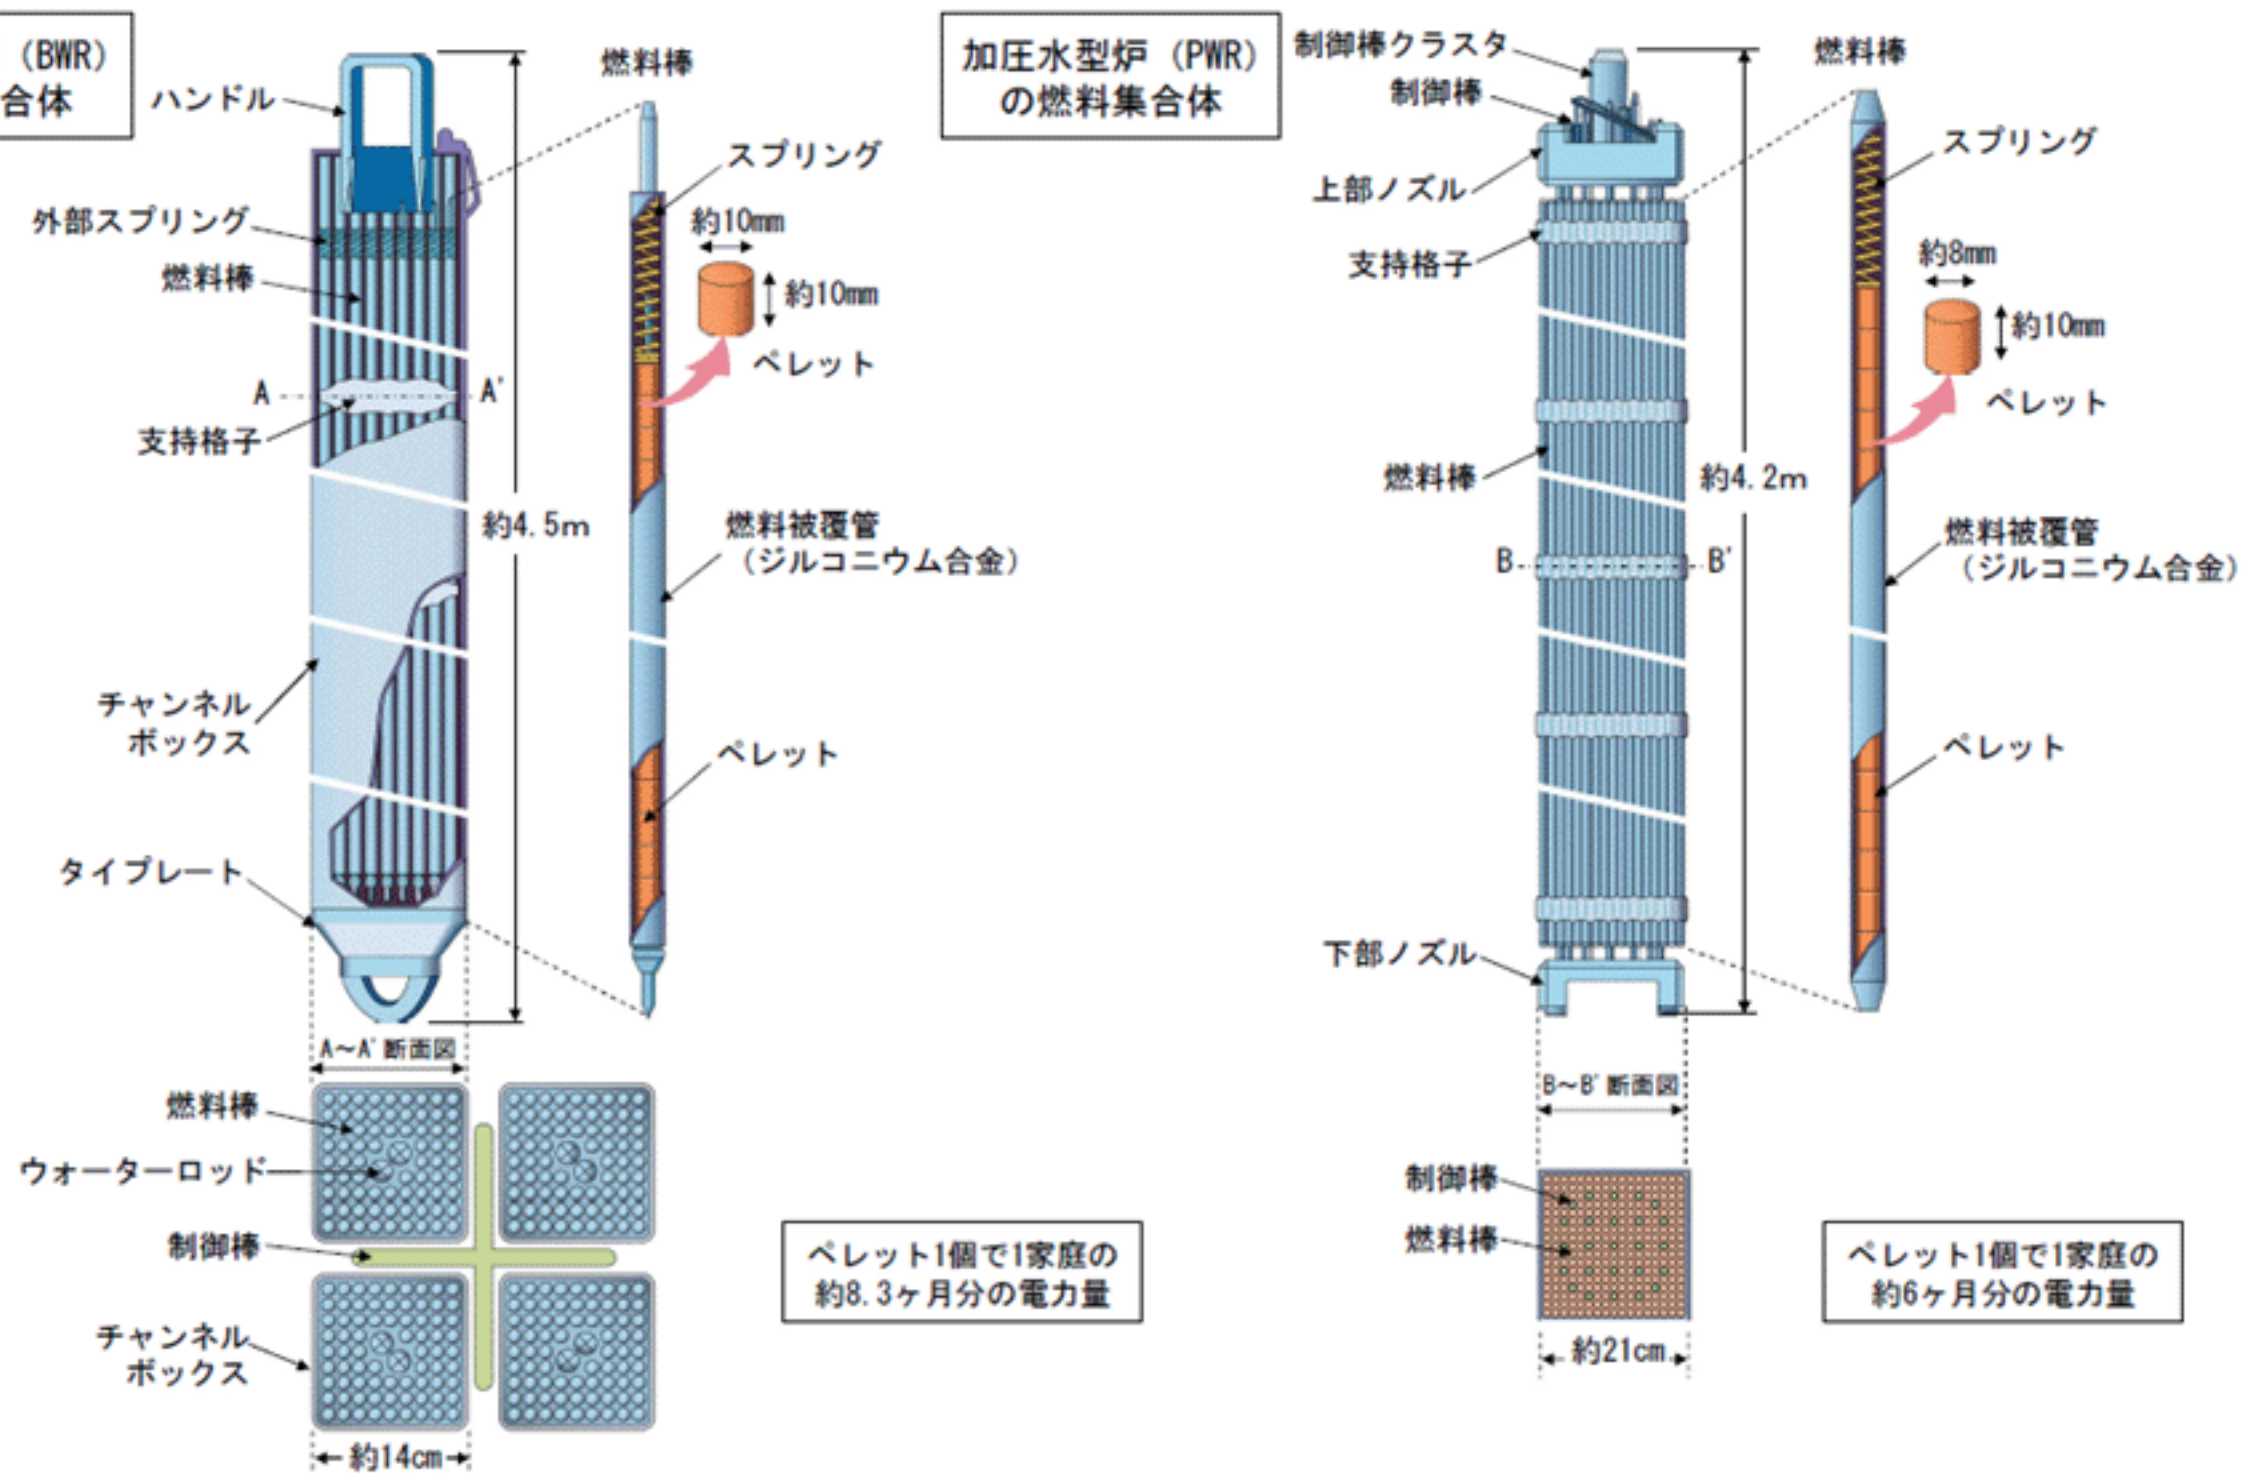 （BWR）
合体
ハンドル
燃料棒
スプリング
外部スプリング
約10mm
燃料棒
約10mm
ペレット
A
A'
支持格子
約4.5m
燃料被覆管
（ジルコニウム合金）
チャンネル
ボックス
ペレット
タイプレート
A～A' 断面図
燃料棒
ウォーターロッド
制御棒
チャンネル
ボックス
約14cm
ペレット1個で1家庭の
約8.3ヶ月分の電力量
加圧水型炉（PWR）
の燃料集合体
制御棒クラスタ
燃料棒
制御棒
スプリング
上部ノズル
支持格子
約8mm
約10mm
ペレット
燃料棒
約4.2m
燃料被覆管
（ジルコニウム合金）
B
B'
ペレット
下部ノズル
B～B' 断面図
制御棒
燃料棒
約21cm
ペレット1個で1家庭の
約6ヶ月分の電力量